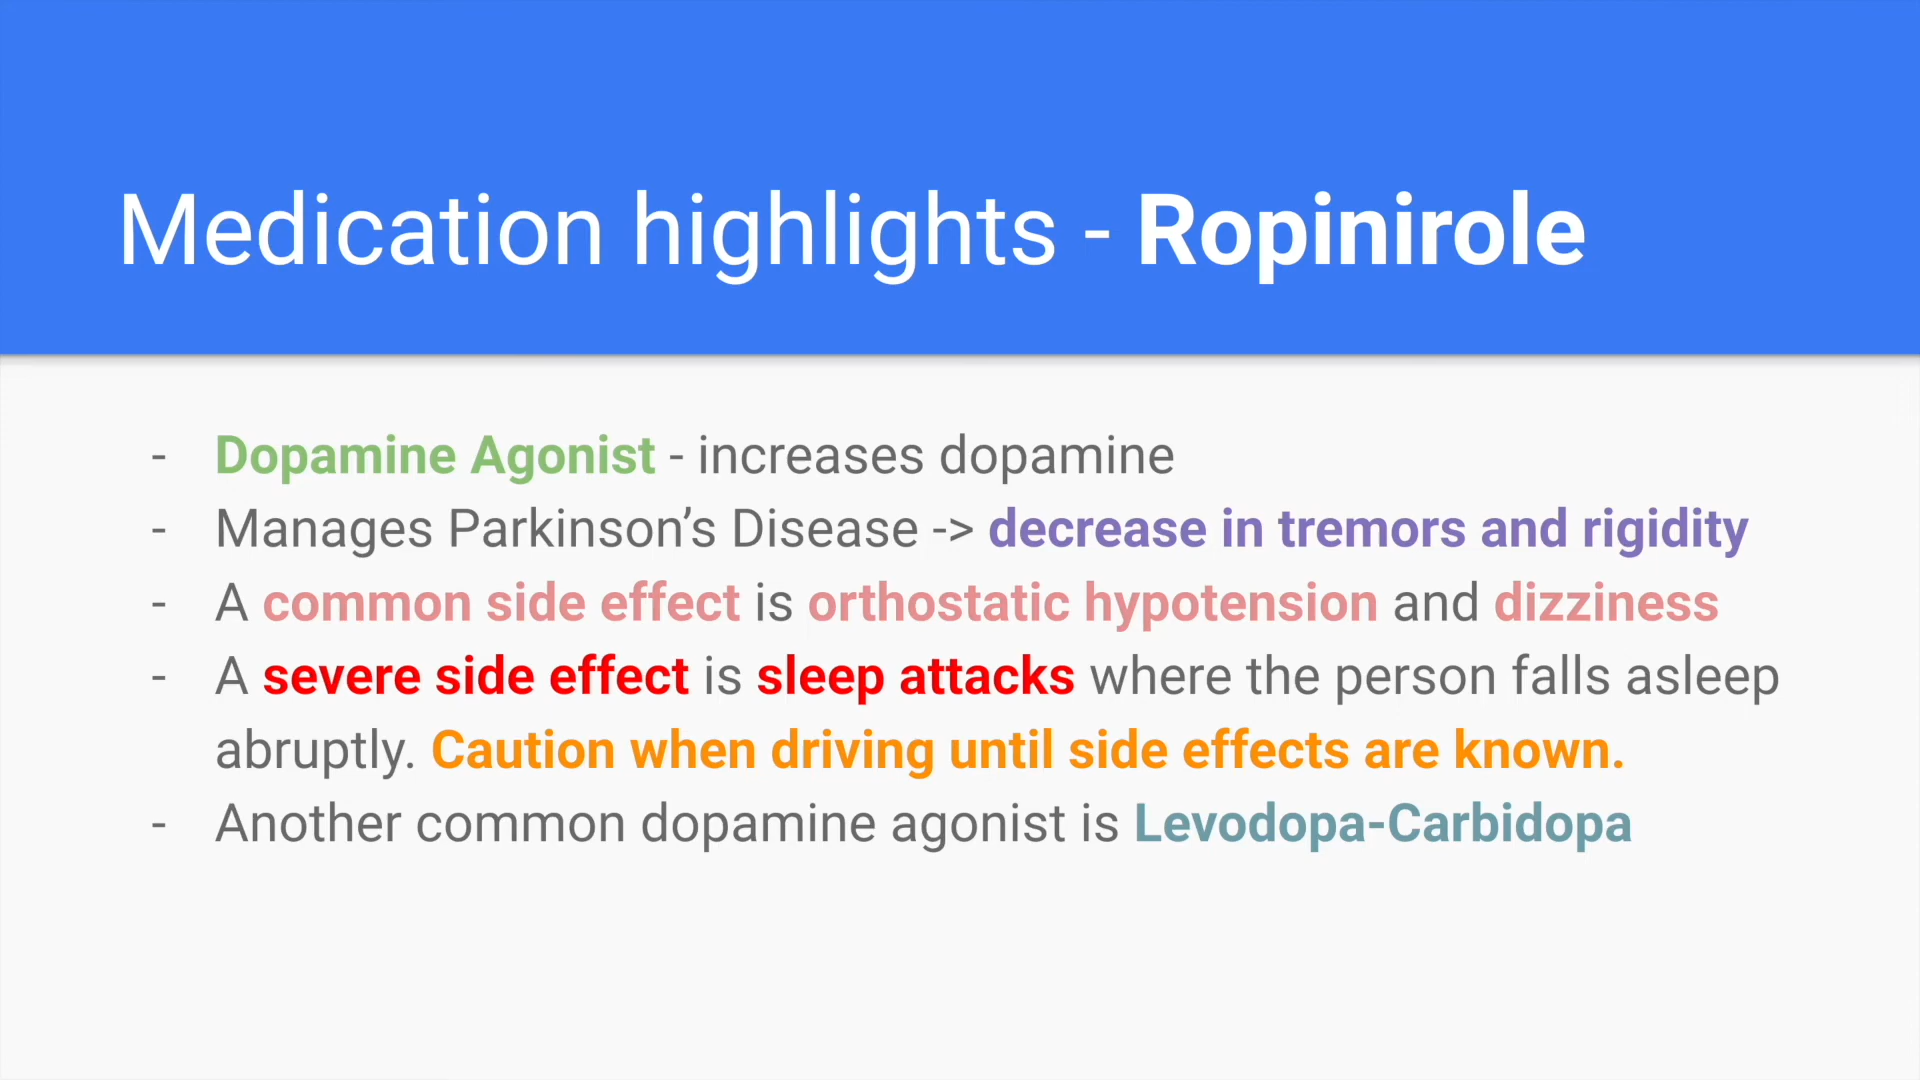 Medication highlights - Ropinirole
- Dopamine Agonist - increases dopamine
- Manages Parkinson’s Disease -> decrease in tremors and rigidity
- A common side effect is orthostatic hypotension and dizziness
- A severe side effect is sleep attacks where the person falls asleep
abruptly. Caution when driving until side effects are known.
- Another common dopamine agonist is Levodopa-Carbidopa